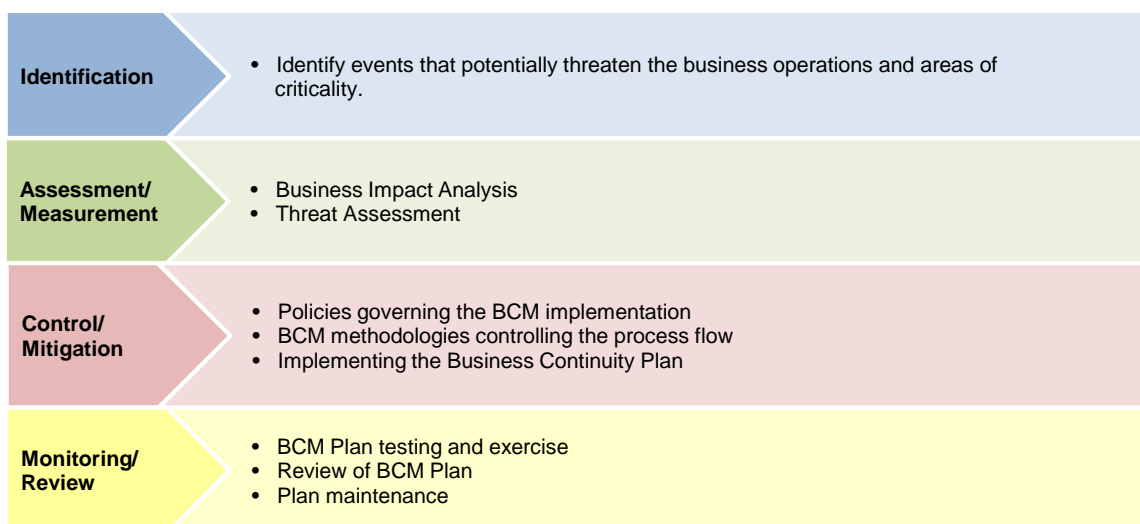 Identification
• Identify events that potentially threaten the business operations and areas of
criticality.
Assessment/
Measurement
• Business Impact Analysis
• Threat Assessment
Control/
Mitigation
• Policies governing the BCM implementation
• BCM methodologies controlling the process flow
• Implementing the Business Continuity Plan
Monitoring/
Review
• BCM Plan testing and exercise
• Review of BCM Plan
• Plan maintenance